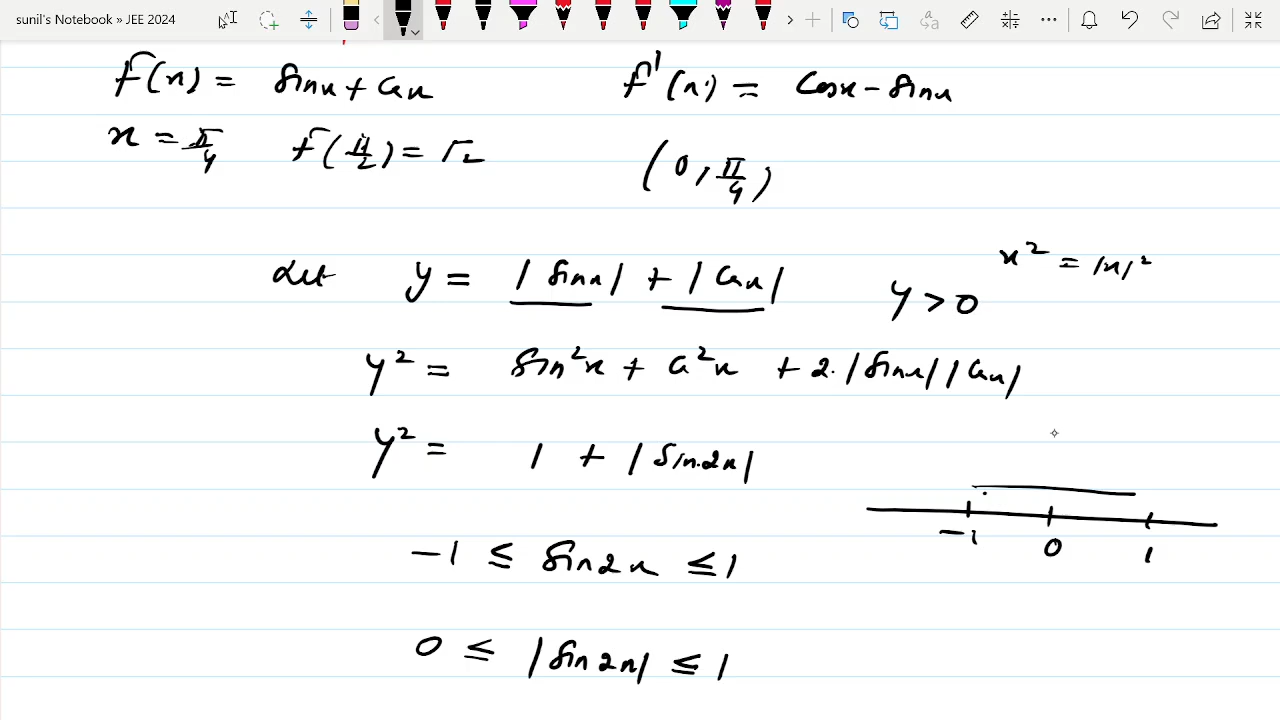 sunil's Notebook » JEE 2024
f(x) = sinx + cosx f'(x) = cosx - sinx
x = π/4 f(π/2) = √2 (0, π/4)
Let y = |sinx| + |cosx| y > 0 x² = |x|²
y² = sin²x + cos²x + 2.|sinx||cosx|
y² = 1 + |sin2x|
-1 0 1
-1 ≤ sin2x ≤ 1
0 ≤ |sin2x| ≤ 1